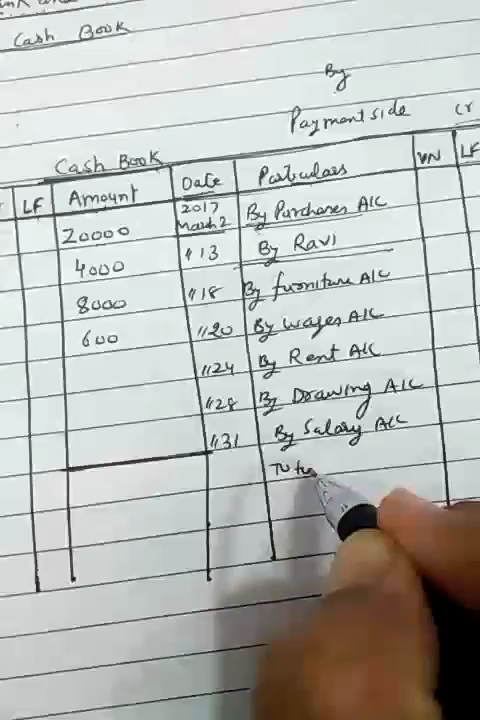 Cash Book
By
Payment side
Cash Book
LF Amount Date Particulars VN LF
20000 2017 March 2 By Purchases A/C
4000 "13 By Ravi
8000 "18 By furniture A/C
600 "20 By wages A/C
"24 By Rent A/C
"28 By Drawing A/C
"31 By Salary A/C